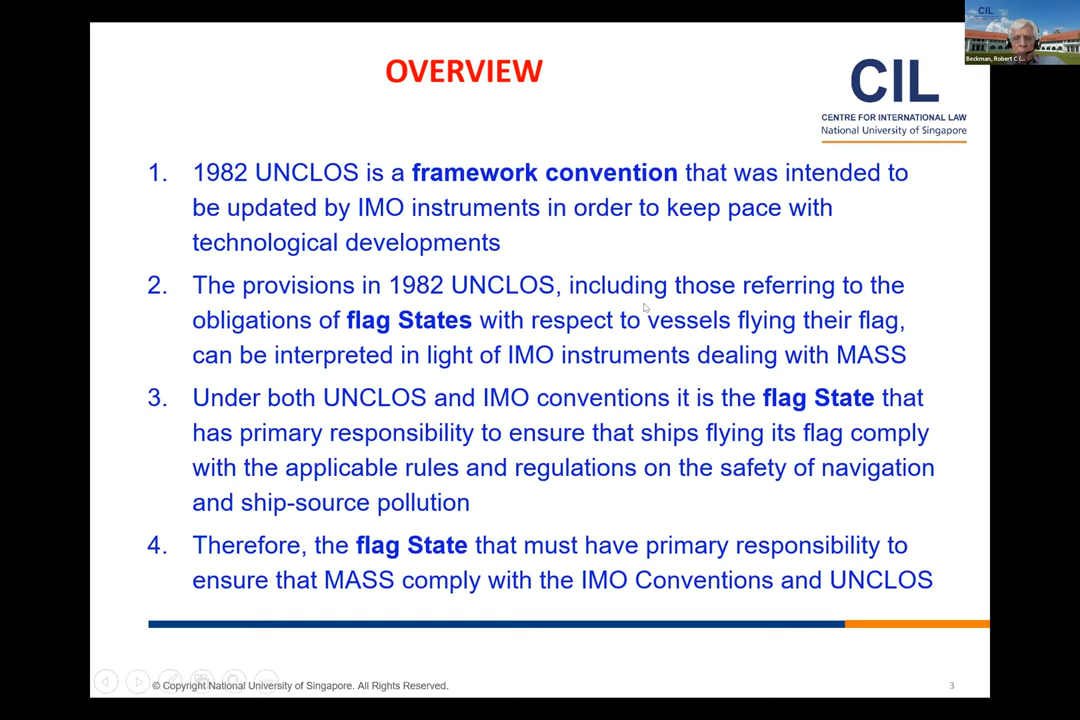 CIL
Beckman, Robert C (...
OVERVIEW
CIL
CENTRE FOR INTERNATIONAL LAW
National University of Singapore
1. 1982 UNCLOS is a framework convention that was intended to
be updated by IMO instruments in order to keep pace with
technological developments
2. The provisions in 1982 UNCLOS, including those referring to the
obligations of flag States with respect to vessels flying their flag,
can be interpreted in light of IMO instruments dealing with MASS
3. Under both UNCLOS and IMO conventions it is the flag State that
has primary responsibility to ensure that ships flying its flag comply
with the applicable rules and regulations on the safety of navigation
and ship-source pollution
4. Therefore, the flag State that must have primary responsibility to
ensure that MASS comply with the IMO Conventions and UNCLOS
© Copyright National University of Singapore. All Rights Reserved.
3